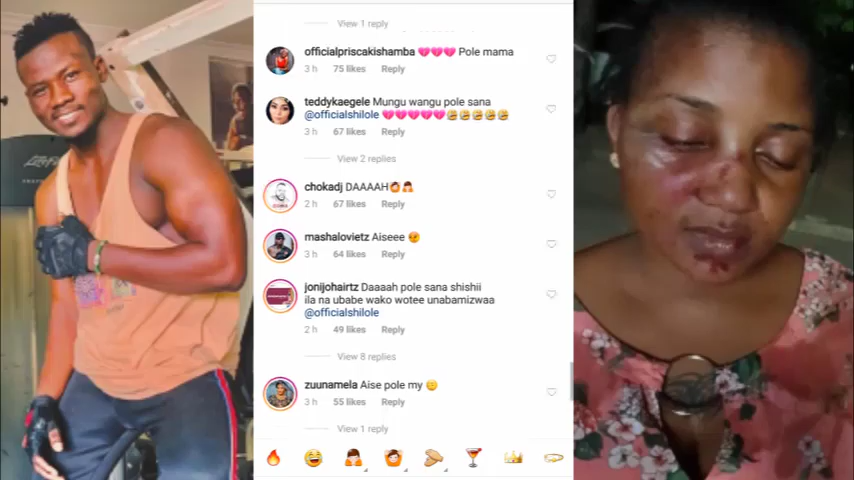 View 1 reply
officialpriscakishamba 💔💔💔 Pole mama
3 h 75 likes Reply
teddykaegele Mungu wangu pole sana
@officialshilole 💔💔💔💔💔
3 h 67 likes Reply
View 2 replies
chokadj DAAAAH
2 h 67 likes Reply
mashalovietz Aiseee
3 h 64 likes Reply
jonijohairtz Daaaah pole sana shishii
ila na ubabe wako wotee unabamizwaa
@officialshilole
2 h 49 likes Reply
View 8 replies
zuunamela Aise pole my
3 h 55 likes Reply
View 1 reply